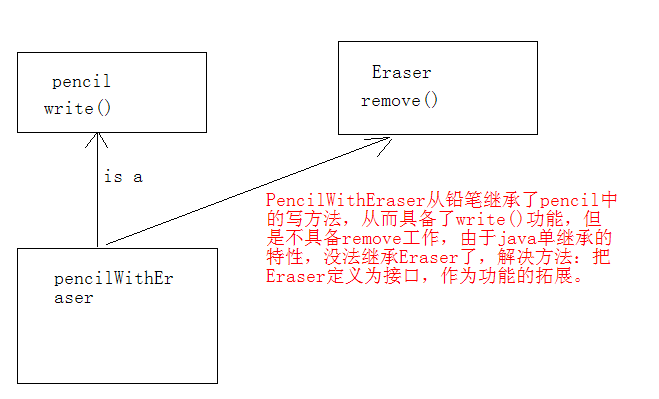 pencil
write()
Eraser
remove()
is a
PencilWithEraser从铅笔继承了pencil中
的写方法，从而具备了write()功能，但
是不具备remove工作，由于java单继承的
特性，没法继承Eraser了，解决方法：把
Eraser定义为接口，作为功能的拓展。
pencilWithEr
aser